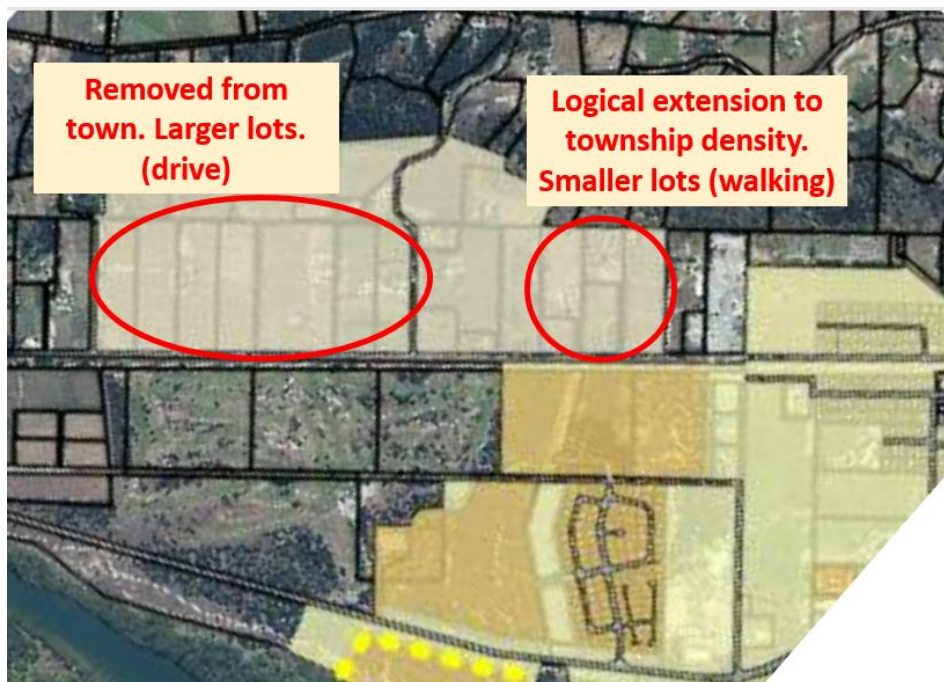 Removed from
town. Larger lots.
(drive)
Logical extension to
township density.
Smaller lots (walking)